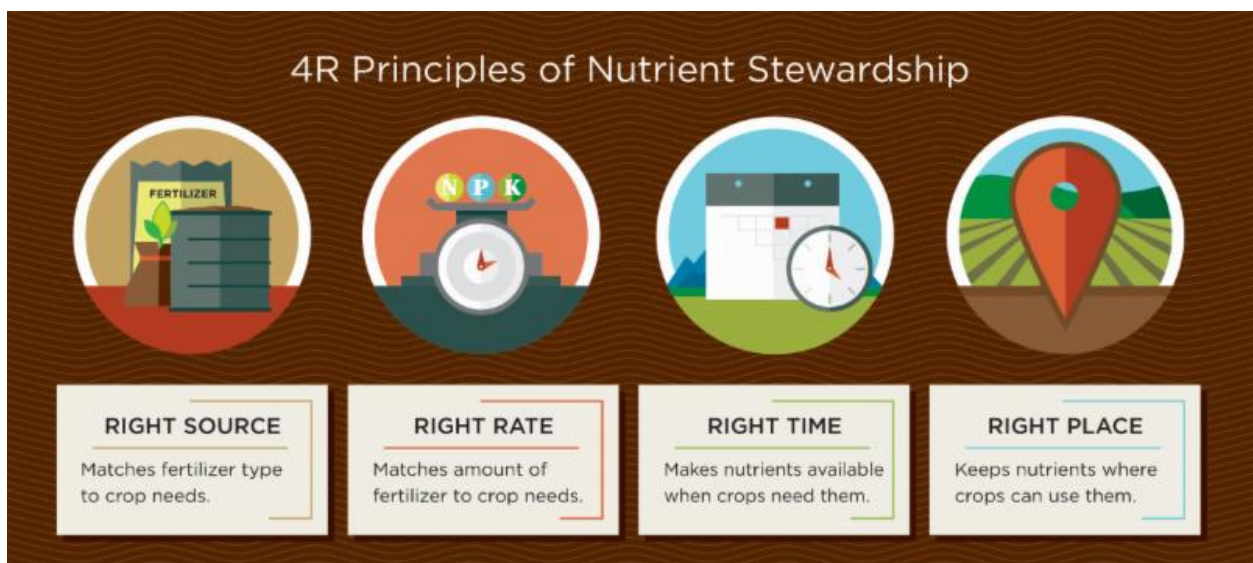 4R Principles of Nutrient Stewardship
FERTILIZER
N P K
RIGHT SOURCE
Matches fertilizer type
to crop needs.
RIGHT RATE
Matches amount of
fertilizer to crop needs.
RIGHT TIME
Makes nutrients available
when crops need them.
RIGHT PLACE
Keeps nutrients where
crops can use them.